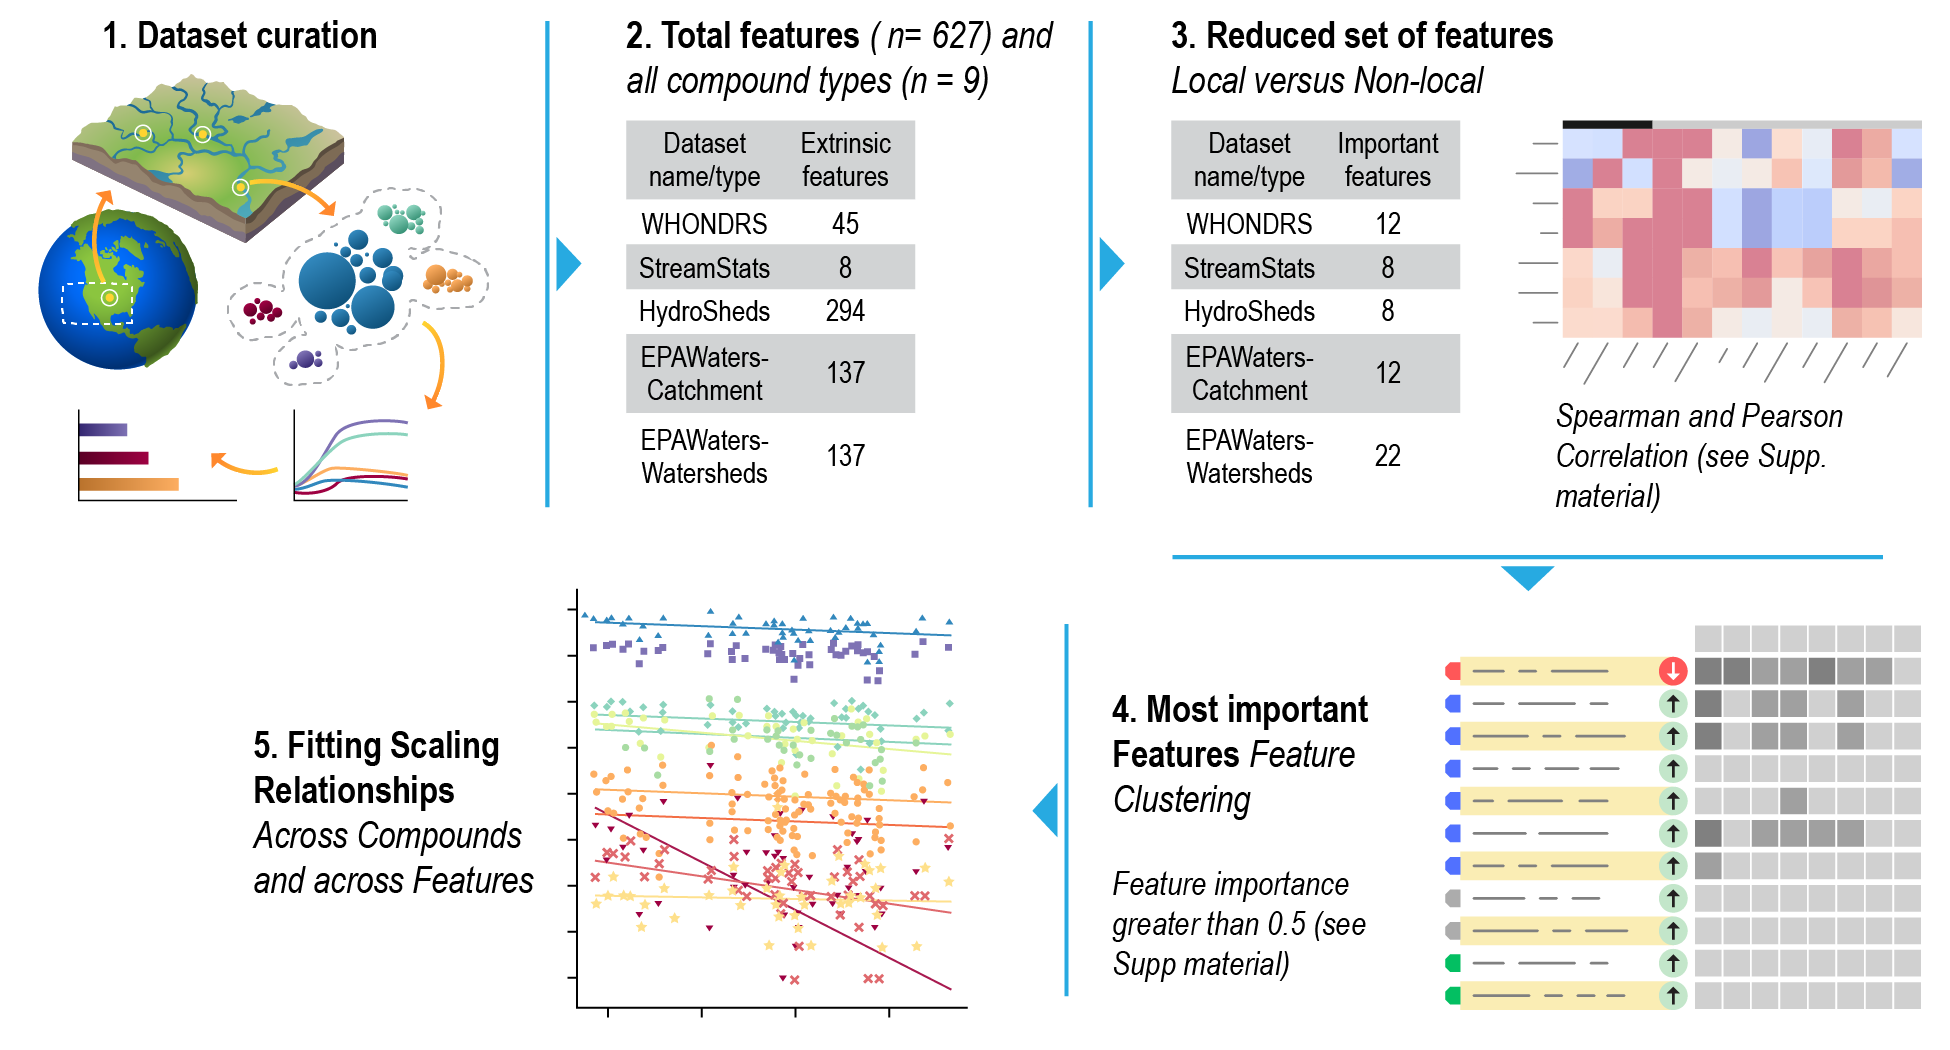 1. Dataset curation
2. Total features ( n= 627) and
all compound types (n = 9)
Dataset name/type Extrinsic features
WHONDRS 45
StreamStats 8
HydroSheds 294
EPAWaters-
Catchment 137
EPAWaters-
Watersheds 137
3. Reduced set of features
Local versus Non-local
Dataset name/type Important features
WHONDRS 12
StreamStats 8
HydroSheds 8
EPAWaters-
Catchment 12
EPAWaters-
Watersheds 22
Spearman and Pearson
Correlation (see Supp.
material)
4. Most important
Features Feature
Clustering
Feature importance
greater than 0.5 (see
Supp material)
5. Fitting Scaling
Relationships
Across Compounds
and across Features